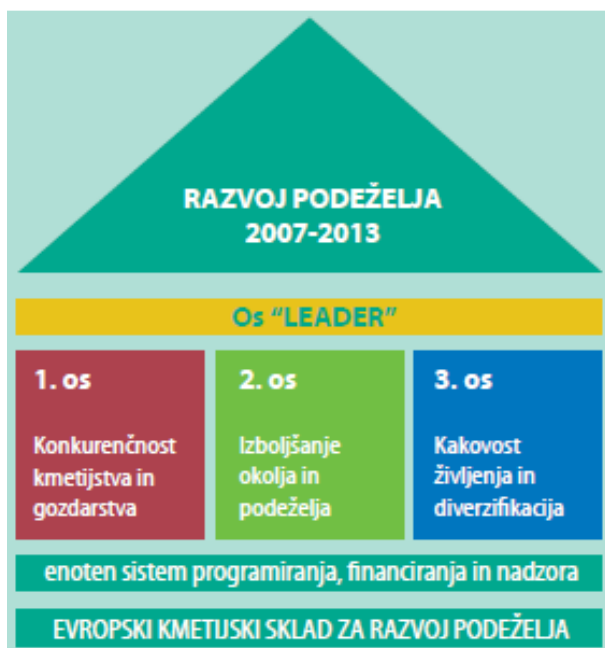 RAZVOJ PODEŽELJA
2007-2013
Os “LEADER”
1. os
Konkurenčnost
kmetijstva in
gozdarstva
2. os
Izboljšanje
okolja in
podeželja
3. os
Kakovost
življenja in
diverzifikacija
enoten sistem programiranja, financiranja in nadzora
EVROPSKI KMETIJSKI SKLAD ZA RAZVOJ PODEŽELJA